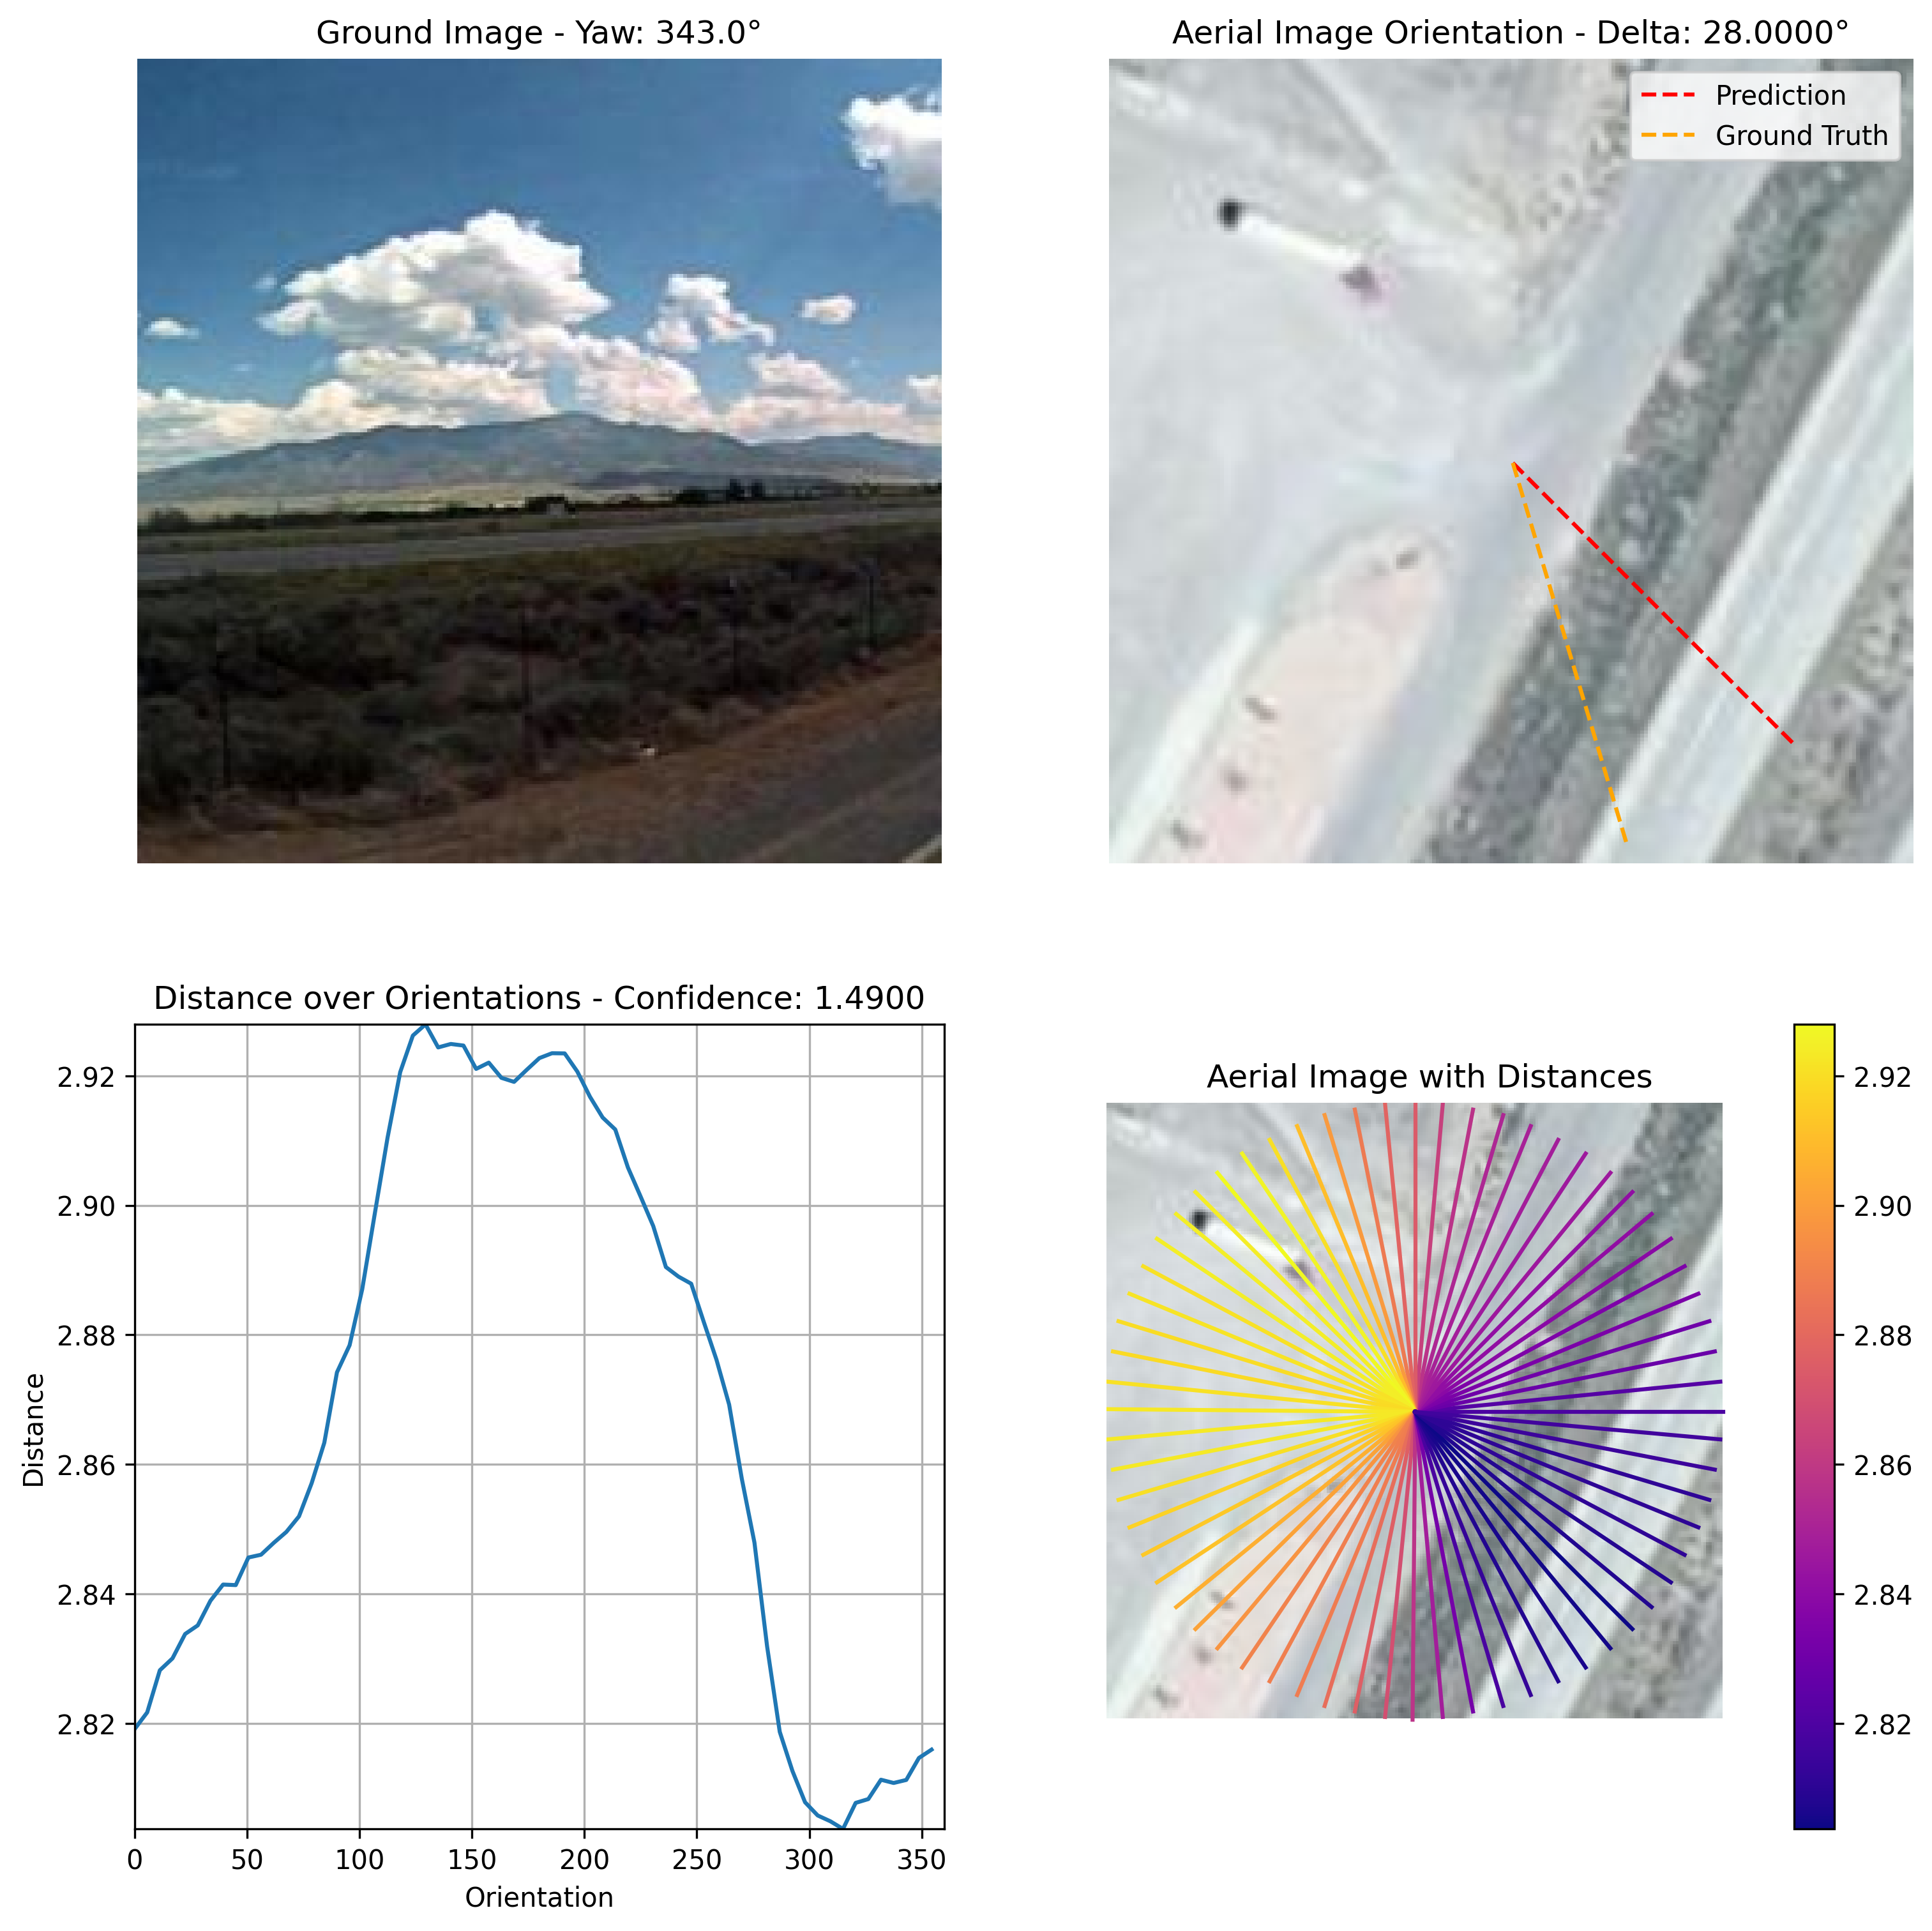 Ground Image - Yaw: 343.0°
Aerial Image Orientation - Delta: 28.0000°
Prediction
Ground Truth
Distance over Orientations - Confidence: 1.4900
2.92
2.90
2.88
2.86
2.84
2.82
Distance
0 50 100 150 200 250 300 350
Orientation
Aerial Image with Distances
2.92
2.90
2.88
2.86
2.84
2.82